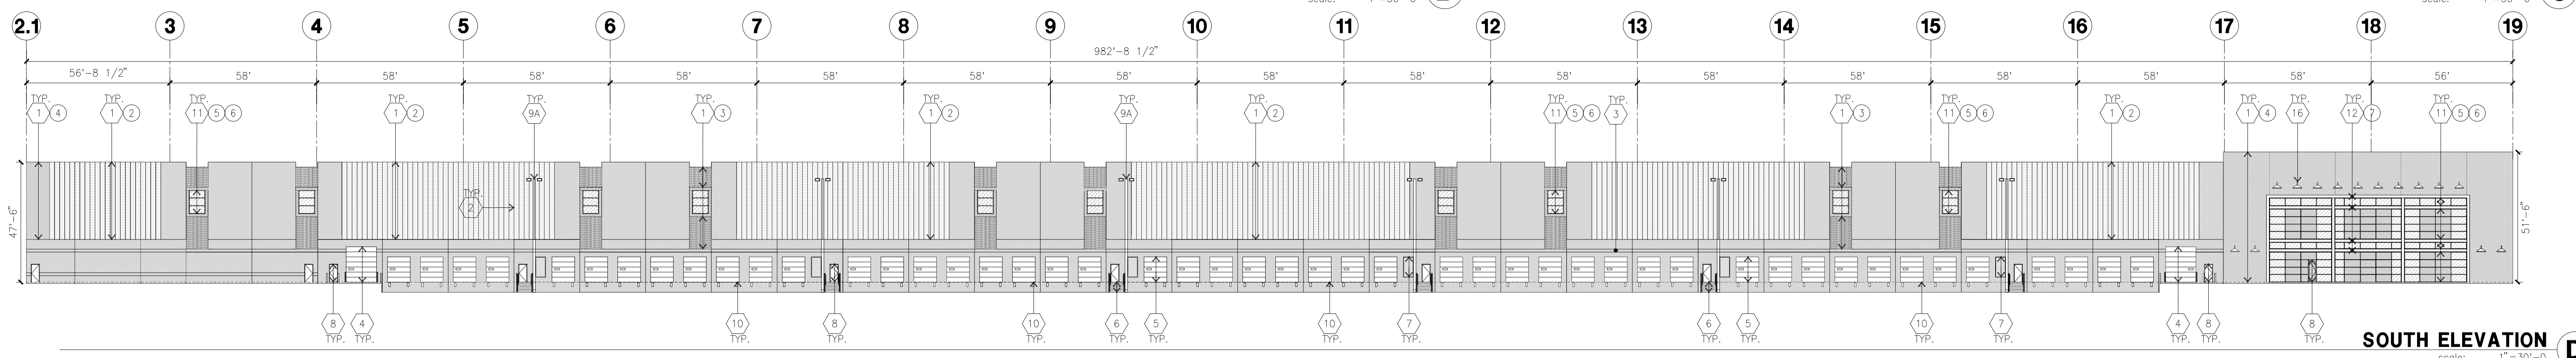 2.1 3 4 5 6 7 8 9 10 11 12 13 14 15 16 17 18 19
982'-8 1/2"
56'-8 1/2" 58' 58' 58' 58' 58' 58' 58' 58' 58' 58' 58' 58' 58' 58' 58' 56'
TYP. TYP. TYP. TYP. TYP. TYP. TYP. TYP. TYP. TYP. TYP. TYP. TYP. TYP. TYP. TYP. TYP. TYP.
1 4 1 2 11 5 6 1 2 9A 1 3 1 2 9A 1 2 11 5 6 3 1 3 11 5 6 1 2 1 4 16 12 7 11 5 6
TYP.
2
47'-6"
51'-6"
8 4 10 8 10 6 5 10 7 6 5 10 7 4 8 8
TYP. TYP. TYP. TYP. TYP. TYP. TYP. TYP. TYP. TYP. TYP. TYP. TYP. TYP. TYP. TYP.
SOUTH ELEVATION
scale: 1"=30'-0